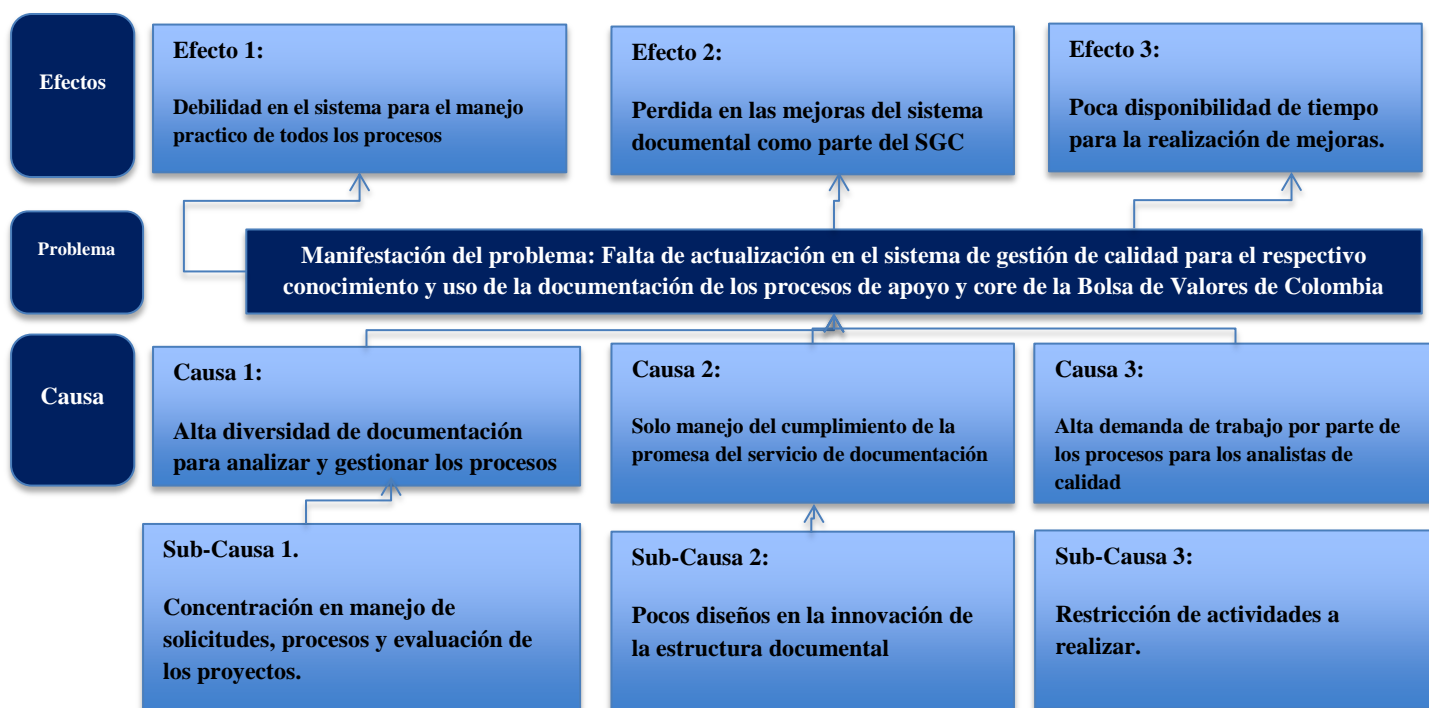 Efectos
Efecto 1:
Debilidad en el sistema para el manejo
practico de todos los procesos
Efecto 2:
Perdida en las mejoras del sistema
documental como parte del SGC
Efecto 3:
Poca disponibilidad de tiempo
para la realización de mejoras.
Problema
Manifestación del problema: Falta de actualización en el sistema de gestión de calidad para el respectivo
conocimiento y uso de la documentación de los procesos de apoyo y core de la Bolsa de Valores de Colombia
Causa
Causa 1:
Alta diversidad de documentación
para analizar y gestionar los procesos
Causa 2:
Solo manejo del cumplimiento de la
promesa del servicio de documentación
Causa 3:
Alta demanda de trabajo por parte de
los procesos para los analistas de
calidad
Sub-Causa 1.
Concentración en manejo de
solicitudes, procesos y evaluación de
los proyectos.
Sub-Causa 2:
Pocos diseños en la innovación de
la estructura documental
Sub-Causa 3:
Restricción de actividades a
realizar.